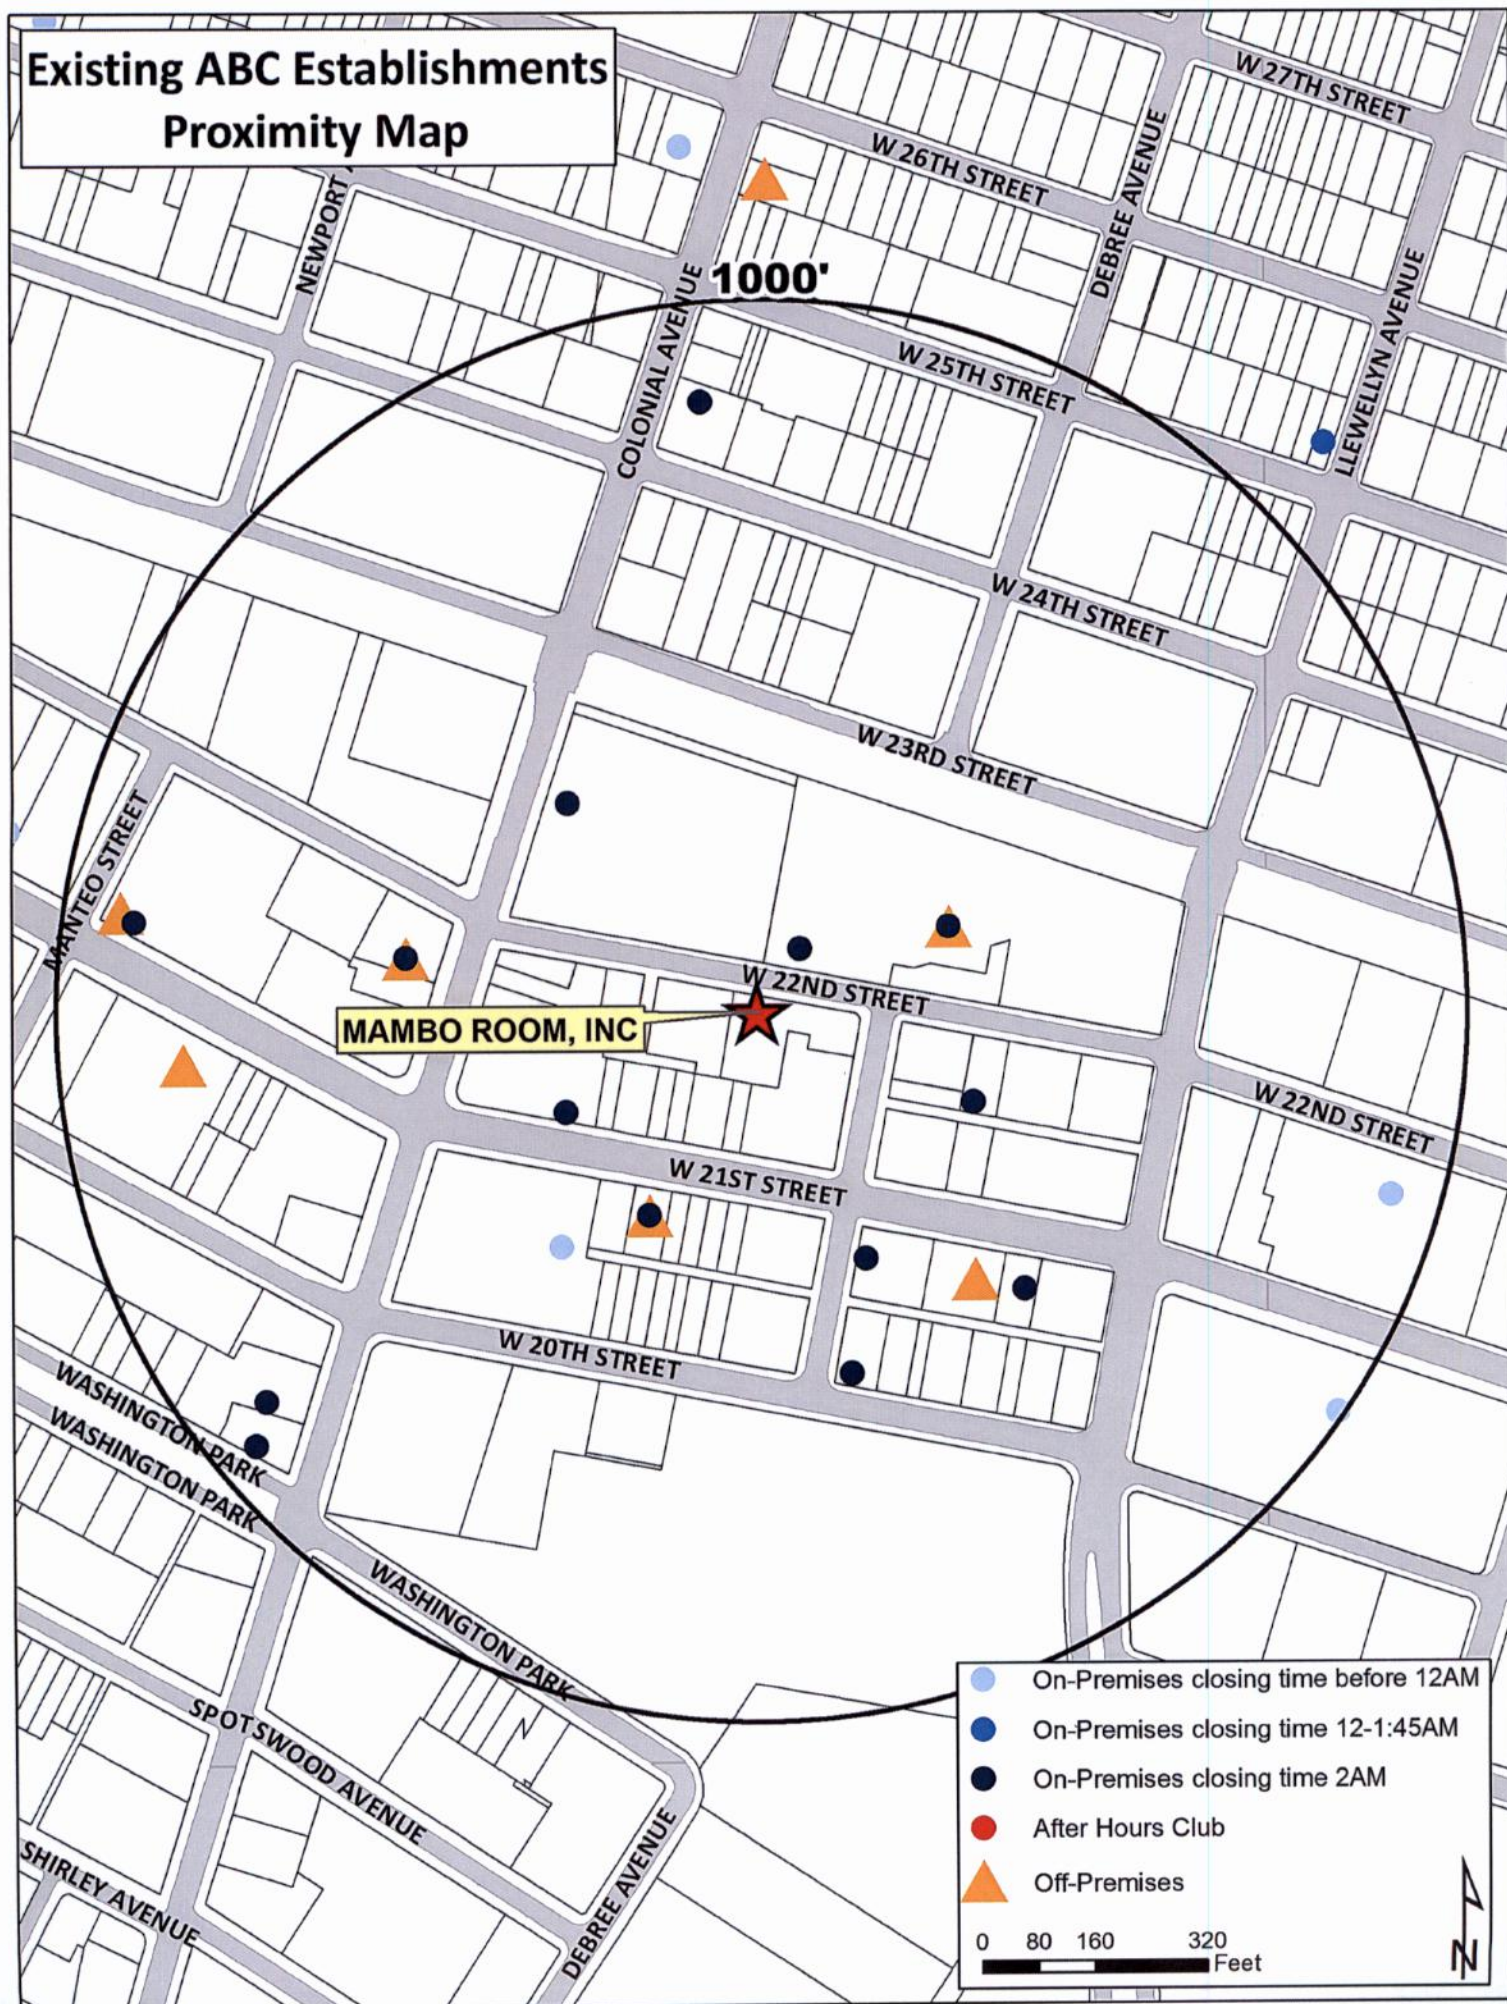 Existing ABC Establishments
Proximity Map
W 27TH STREET
W 26TH STREET
DEBREE AVENUE
NEWPORT
1000'
COLONIAL AVENUE
LLEWELLYN AVENUE
W 25TH STREET
W 24TH STREET
W 23RD STREET
MANTEO STREET
W 22ND STREET
MAMBO ROOM, INC
W 22ND STREET
W 21ST STREET
W 20TH STREET
WASHINGTON PARK
WASHINGTON PARK
WASHINGTON PARK
SPOTSWOOD AVENUE
DEBREE AVENUE
SHIRLEY AVENUE
On-Premises closing time before 12AM
On-Premises closing time 12-1:45AM
On-Premises closing time 2AM
After Hours Club
Off-Premises
0 80 160 320
Feet
N